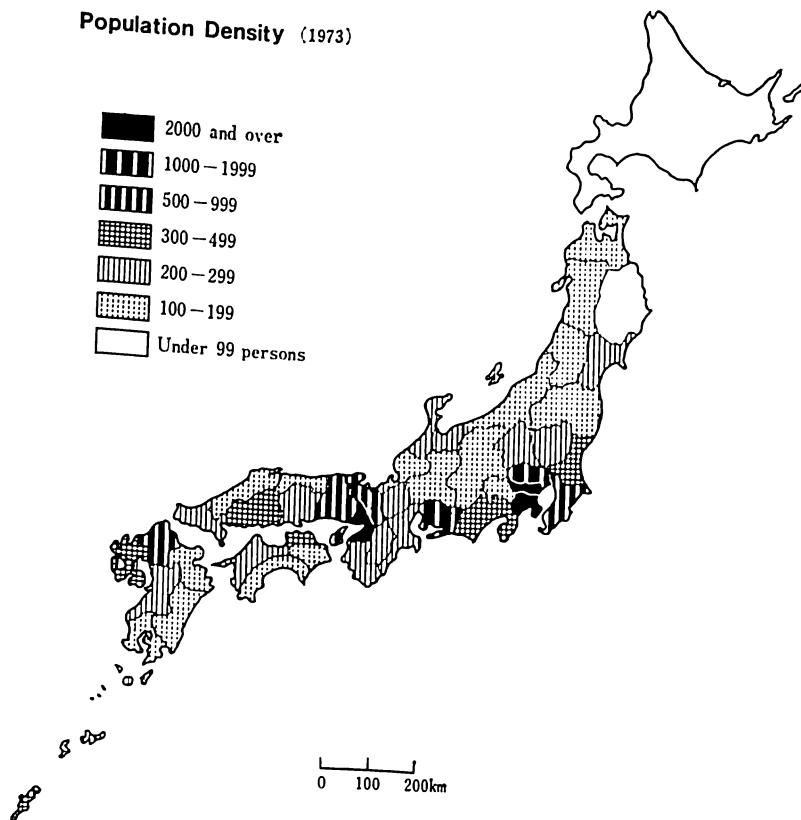 Population Density (1973)
2000 and over
1000－1999
500－999
300－499
200－299
100－199
Under 99 persons
0 100 200km